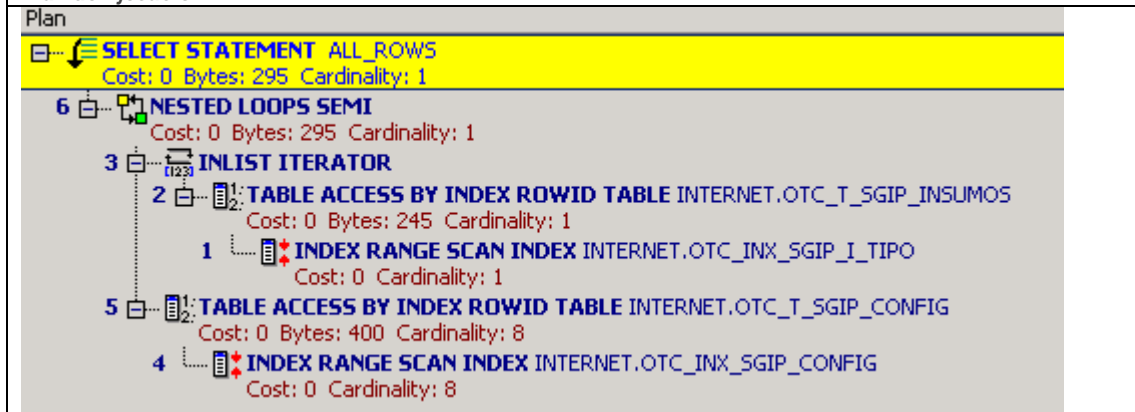 Plan
SELECT STATEMENT ALL_ROWS
Cost: 0 Bytes: 295 Cardinality: 1
6 NESTED LOOPS SEMI
Cost: 0 Bytes: 295 Cardinality: 1
3 [123] INLIST ITERATOR
2 TABLE ACCESS BY INDEX ROWID TABLE INTERNET.OTC_T_SGIP_INSUMOS
Cost: 0 Bytes: 245 Cardinality: 1
1 INDEX RANGE SCAN INDEX INTERNET.OTC_INX_SGIP_I_TIPO
Cost: 0 Cardinality: 1
5 TABLE ACCESS BY INDEX ROWID TABLE INTERNET.OTC_T_SGIP_CONFIG
Cost: 0 Bytes: 400 Cardinality: 8
4 INDEX RANGE SCAN INDEX INTERNET.OTC_INX_SGIP_CONFIG
Cost: 0 Cardinality: 8